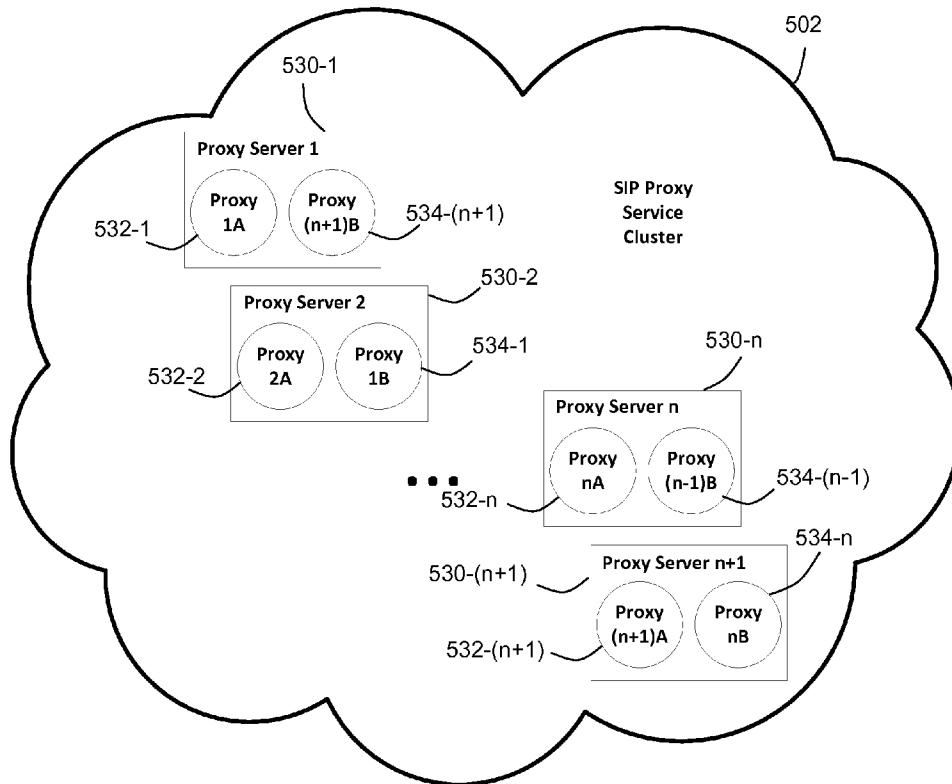 502
530-1
Proxy Server 1
Proxy
1A
Proxy
(n+1)B
532-1
534-(n+1)
SIP Proxy
Service
Cluster
530-2
Proxy Server 2
Proxy
2A
Proxy
1B
532-2
534-1
530-n
Proxy Server n
Proxy
nA
Proxy
(n-1)B
532-n
534-(n-1)
...
534-n
530-(n+1)
Proxy Server n+1
Proxy
(n+1)A
Proxy
nB
532-(n+1)